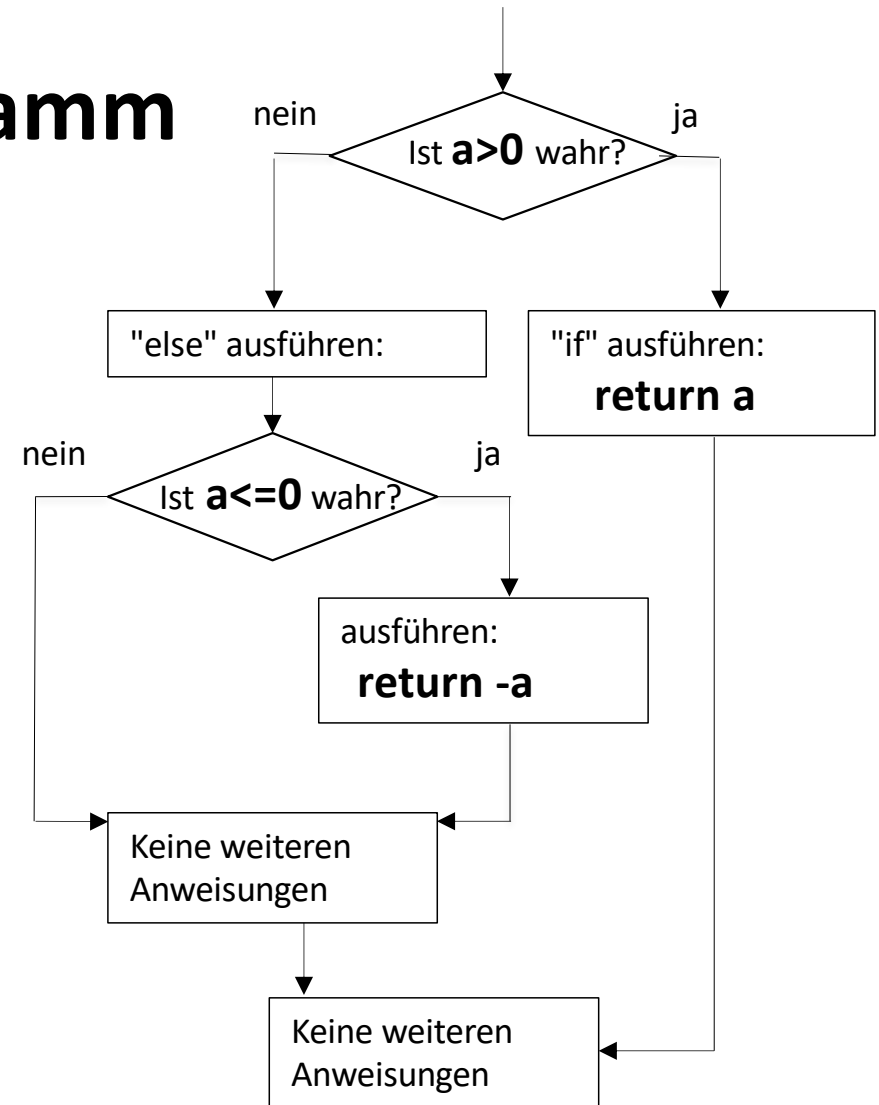 amm
nein
ja
Ist a>0 wahr?
"else" ausführen:
"if" ausführen:
return a
nein
ja
Ist a<=0 wahr?
ausführen:
return -a
Keine weiteren
Anweisungen
Keine weiteren
Anweisungen